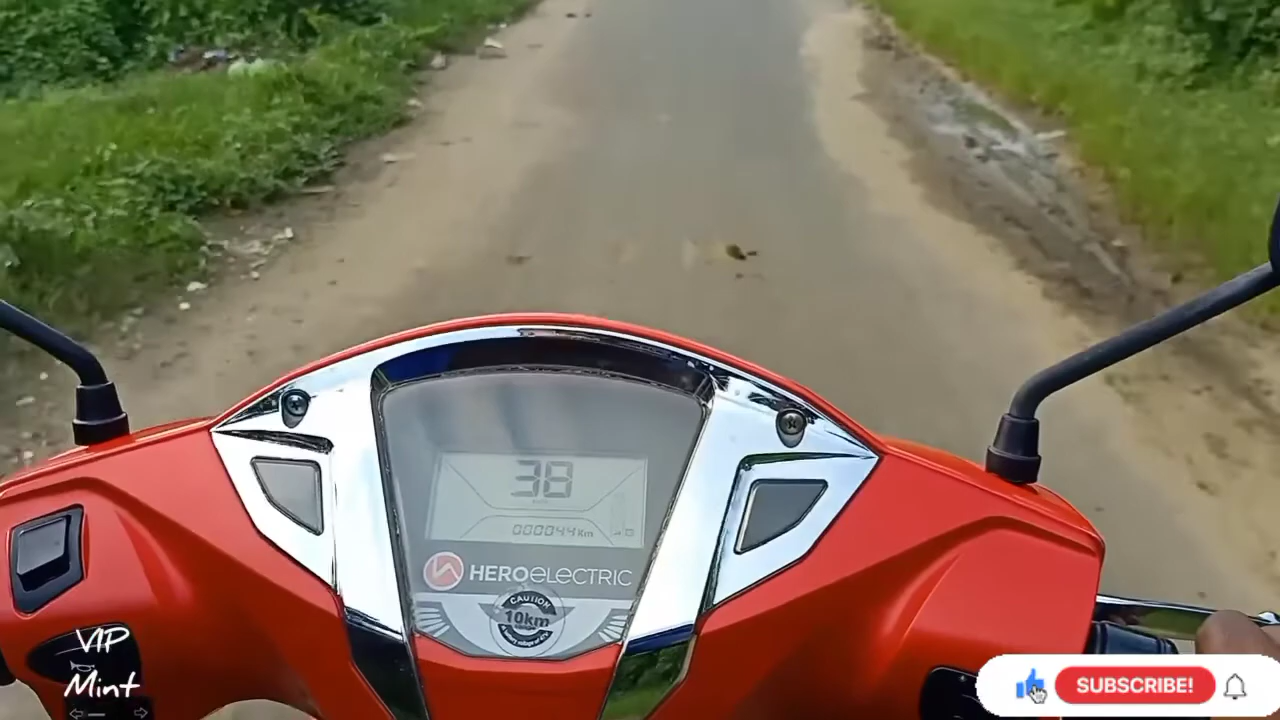 38
000044Km
HEROELECTRIC
CAUTION
10km
VIP
Mint
SUBSCRIBE!